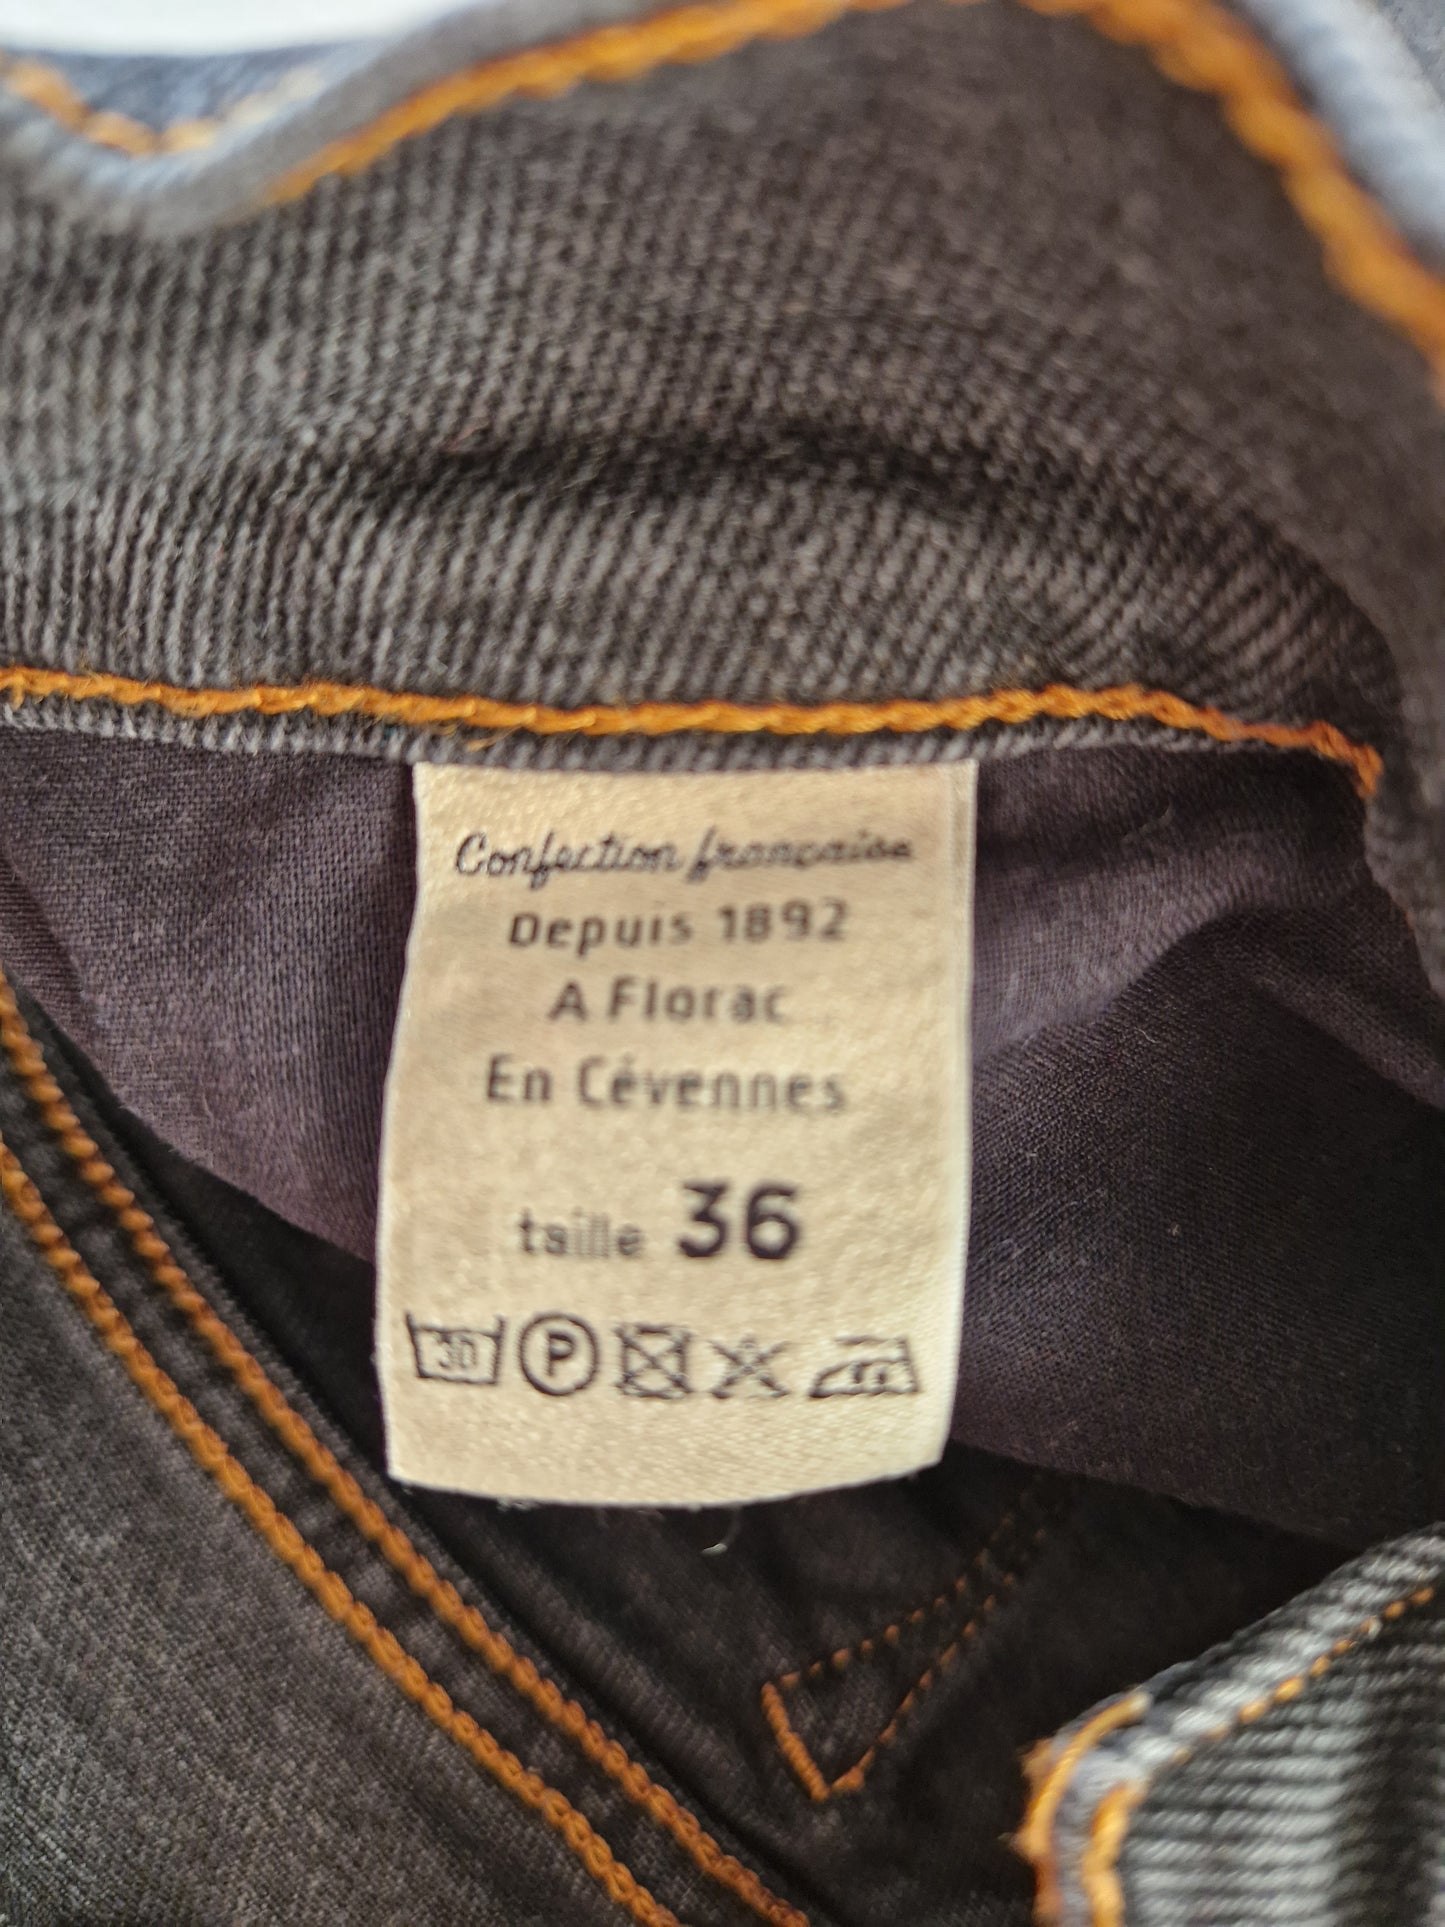 Confection française
Depuis 1892
A Florac
En Cévennes
taille 36
30 P